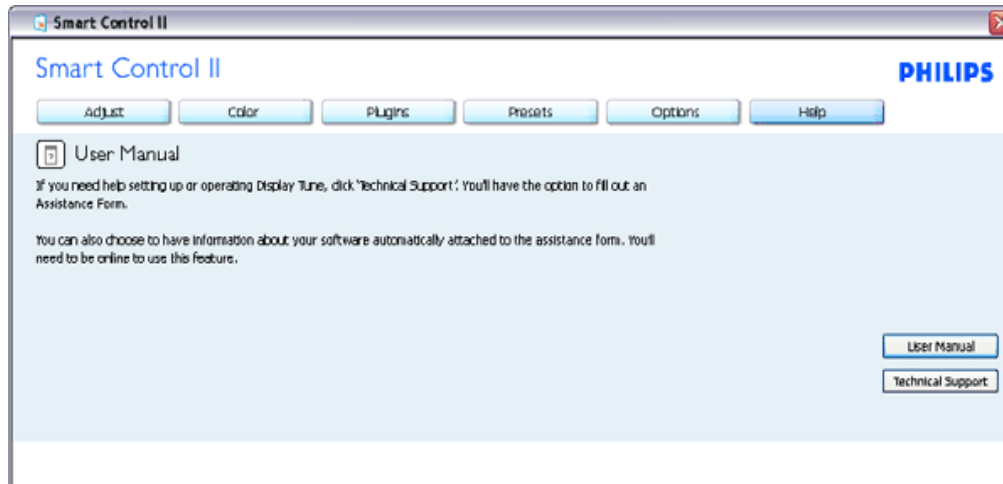 Smart Control II
Smart Control II
PHILIPS
Adjust Color Plugins Presets Options Help
User Manual
If you need help setting up or operating Display Tune, click 'Technical Support'. You'll have the option to fill out an
Assistance Form.
You can also choose to have information about your software automatically attached to the assistance form. You'll
need to be online to use this feature.
User Manual
Technical Support